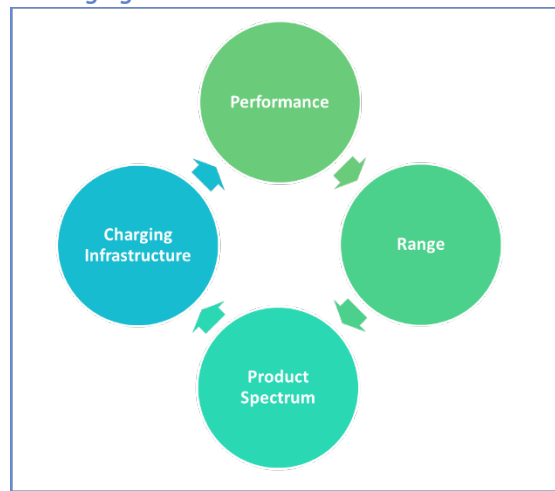 Performance
Charging
Infrastructure
Range
Product
Spectrum